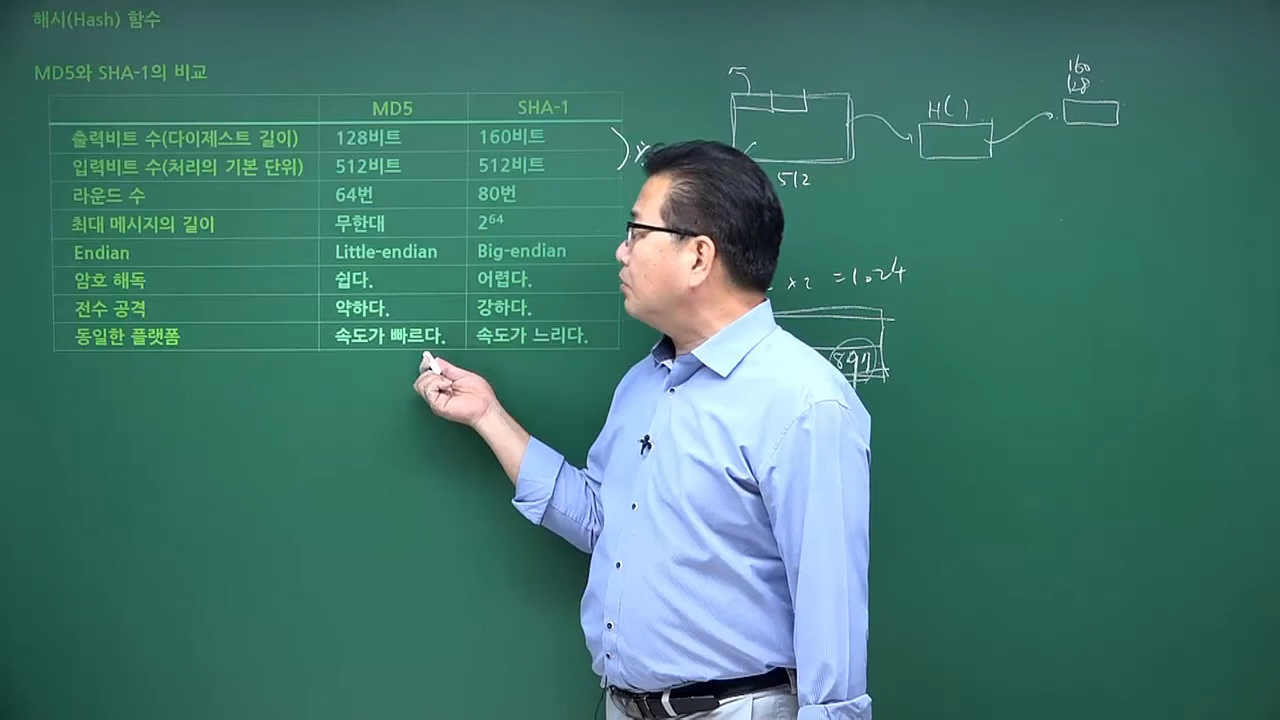 해시(Hash) 함수
MD5와 SHA-1의 비교
MD5 SHA-1
출력비트 수(다이제스트 길이) 128비트 160비트
입력비트 수(처리의 기본 단위) 512비트 512비트
라운드 수 64번 80번
최대 메시지의 길이 무한대 2⁶⁴
Endian Little-endian Big-endian
암호 해독 쉽다. 어렵다.
전수 공격 약하다. 강하다.
동일한 플랫폼 속도가 빠르다. 속도가 느리다.
512
H( )
160
128
×2 =1024